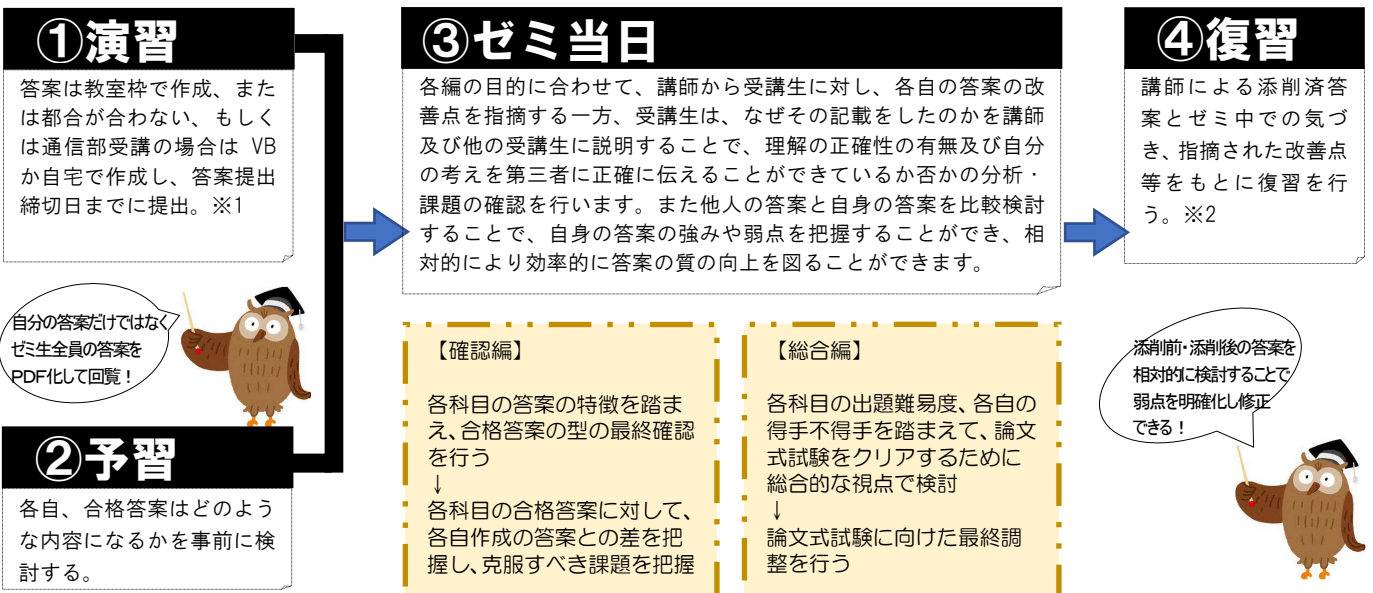 ①演習
答案は教室枠で作成、また
は都合が合わない、もしく
は通信部受講の場合は VB
か自宅で作成し、答案提出
締切日までに提出。※1
自分の答案だけではなく
ゼミ生全員の答案を
PDF化して回覧！
②予習
各自、合格答案はどのよう
な内容になるかを事前に検
討する。
③ゼミ当日
各編の目的に合わせて、講師から受講生に対し、各自の答案の改
善点を指摘する一方、受講生は、なぜその記載をしたのかを講師
及び他の受講生に説明することで、理解の正確性の有無及び自分
の考えを第三者に正確に伝えることができているか否かの分析・
課題の確認を行います。また他人の答案と自身の答案を比較検討
することで、自身の答案の強みや弱点を把握することができ、相
対的により効率的に答案の質の向上を図ることができます。
【確認編】
各科目の答案の特徴を踏ま
え、合格答案の型の最終確認
を行う
↓
各科目の合格答案に対して、
各自作成の答案との差を把
握し、克服すべき課題を把握
【総合編】
各科目の出題難易度、各自の
得手不得手を踏まえて、論文
式試験をクリアするために
総合的な視点で検討
↓
論文式試験に向けた最終調
整を行う
④復習
講師による添削済答
案とゼミ中での気づ
き、指摘された改善点
等をもとに復習を行
う。※2
添削前・添削後の答案を
相対的に検討することで
弱点を明確化し修正
できる！